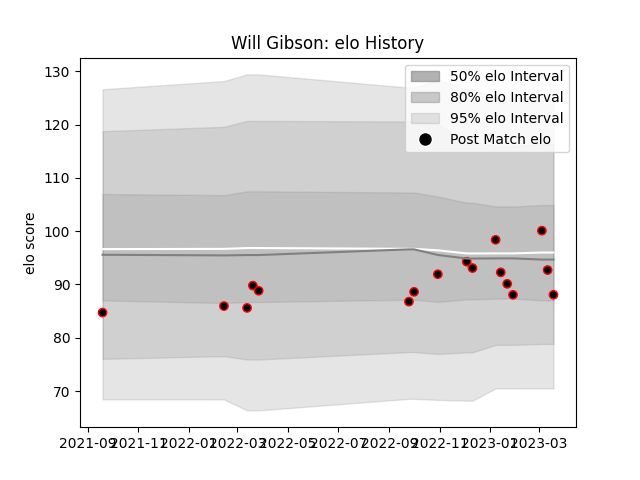 Will Gibson: elo History
130
120
110
100
90
80
70
elo score
50% elo Interval
80% elo Interval
95% elo Interval
Post Match elo
2021-09 2021-11 2022-01 2022-03 2022-05 2022-07 2022-09 2022-11 2023-01 2023-03